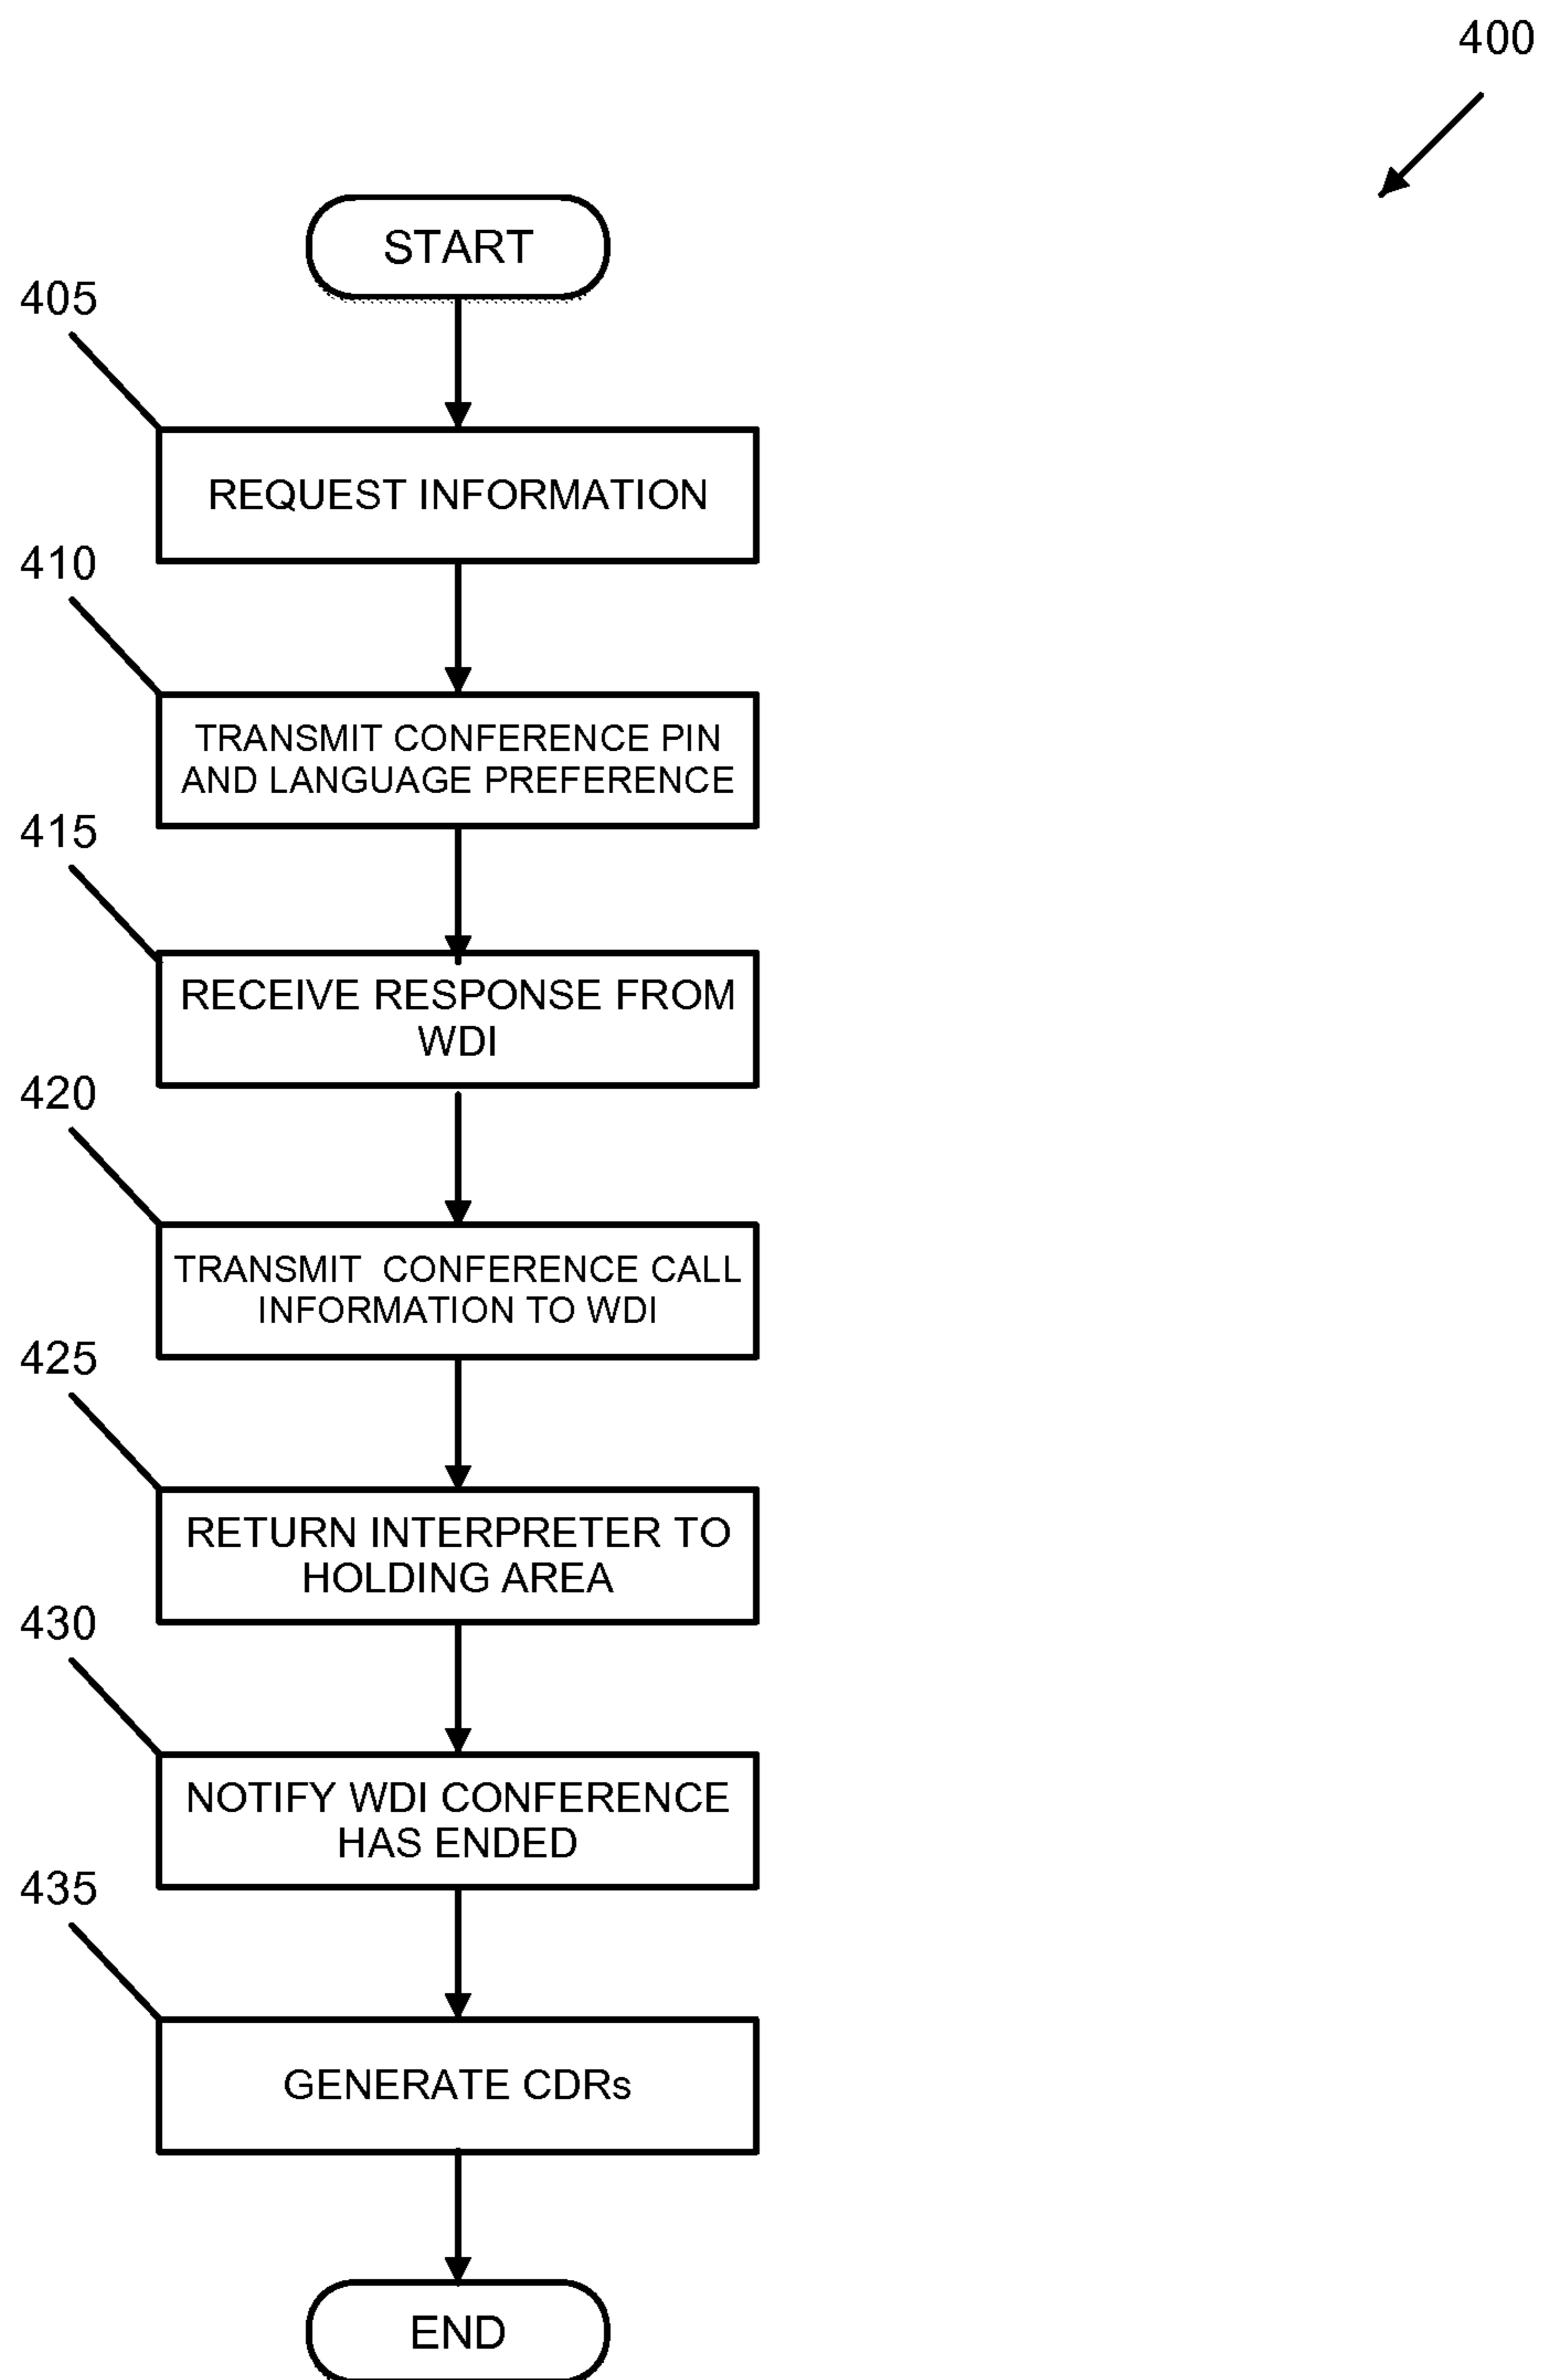 400
START
405
REQUEST INFORMATION
410
TRANSMIT CONFERENCE PIN
AND LANGUAGE PREFERENCE
415
RECEIVE RESPONSE FROM
WDI
420
TRANSMIT CONFERENCE CALL
INFORMATION TO WDI
425
RETURN INTERPRETER TO
HOLDING AREA
430
NOTIFY WDI CONFERENCE
HAS ENDED
435
GENERATE CDRs
END